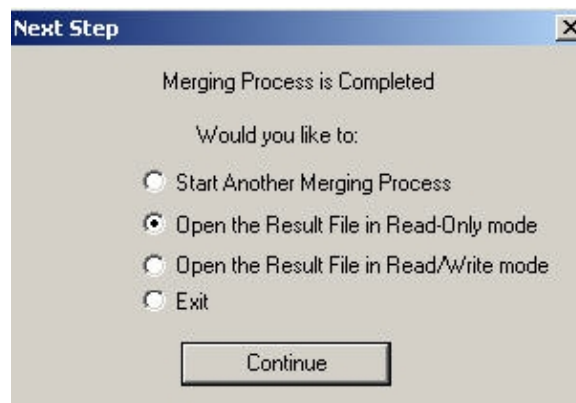 Next Step
Merging Process is Completed
Would you like to:
Start Another Merging Process
Open the Result File in Read-Only mode
Open the Result File in Read/Write mode
Exit
Continue